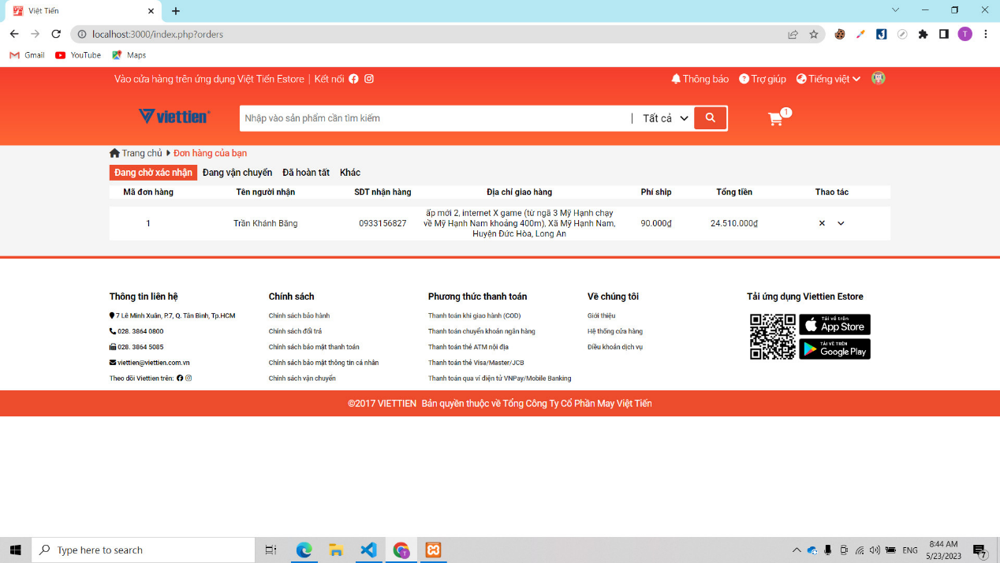 Việt Tiến
localhost:3000/index.php?orders
T
Gmail YouTube Maps
Vào cửa hàng trên ứng dụng Việt Tiến Estore | Kết nối
Thông báo Trợ giúp Tiếng việt
viettien®
Nhập vào sản phẩm cần tìm kiếm | Tất cả
1
Trang chủ Đơn hàng của bạn
Đang chờ xác nhận Đang vận chuyển Đã hoàn tất Khác
Mã đơn hàng Tên người nhận SDT nhận hàng Địa chỉ giao hàng Phí ship Tổng tiền Thao tác
ấp mới 2, internet X game (từ ngã 3 Mỹ Hạnh chạy
1 Trần Khánh Băng 0933156827 về Mỹ Hạnh Nam khoảng 400m), Xã Mỹ Hạnh Nam, 90.000₫ 24.510.000₫
Huyện Đức Hòa, Long An
Thông tin liên hệ
7 Lê Minh Xuân, P.7, Q. Tân Bình, Tp.HCM
028. 3864 0800
028. 3864 5085
viettien@viettien.com.vn
Theo dõi Viettien trên:
Chính sách
Chính sách bảo hành
Chính sách đổi trả
Chính sách bảo mật thanh toán
Chính sách bảo mật thông tin cá nhân
Chính sách vận chuyển
Phương thức thanh toán
Thanh toán khi giao hành (COD)
Thanh toán chuyển khoản ngân hàng
Thanh toán thẻ ATM nội địa
Thanh toán thẻ Visa/Master/JCB
Thanh toán qua ví điện tử VNPay/Mobile Banking
Về chúng tôi
Giới thiệu
Hệ thống cửa hàng
Điều khoản dịch vụ
Tải ứng dụng Viettien Estore
Tải về trên
App Store
TẢI VỀ TRÊN
Google Play
©2017 VIETTIEN Bản quyền thuộc về Tổng Công Ty Cổ Phần May Việt Tiến
Type here to search
T
ENG
8:44 AM
5/23/2023
7